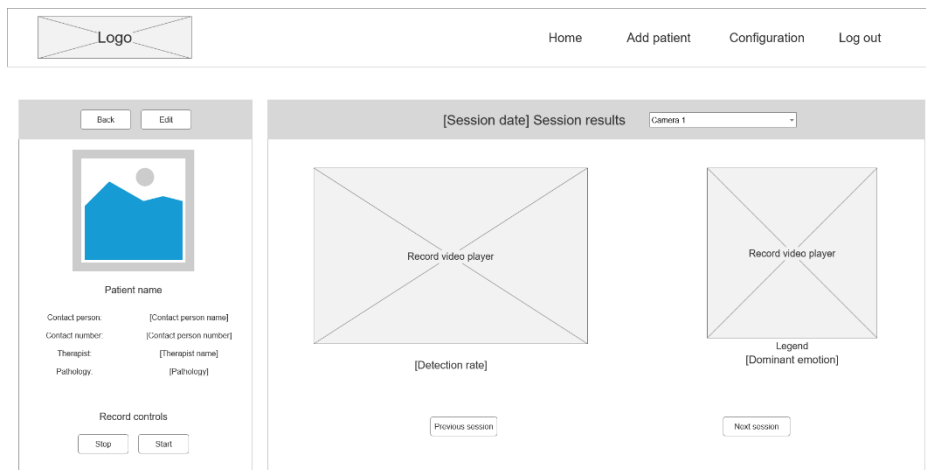 Logo
Home Add patient Configuration Log out
Back Edit
[Session date] Session results Camera 1
Record video player
Record video player
Patient name
Contact person: [Contact person name]
Contact number: [Contact person number]
Therapist: [Therapist name]
Pathology: [Pathology]
Legend
[Detection rate]
[Dominant emotion]
Record controls
Stop Start
Previous session
Next session